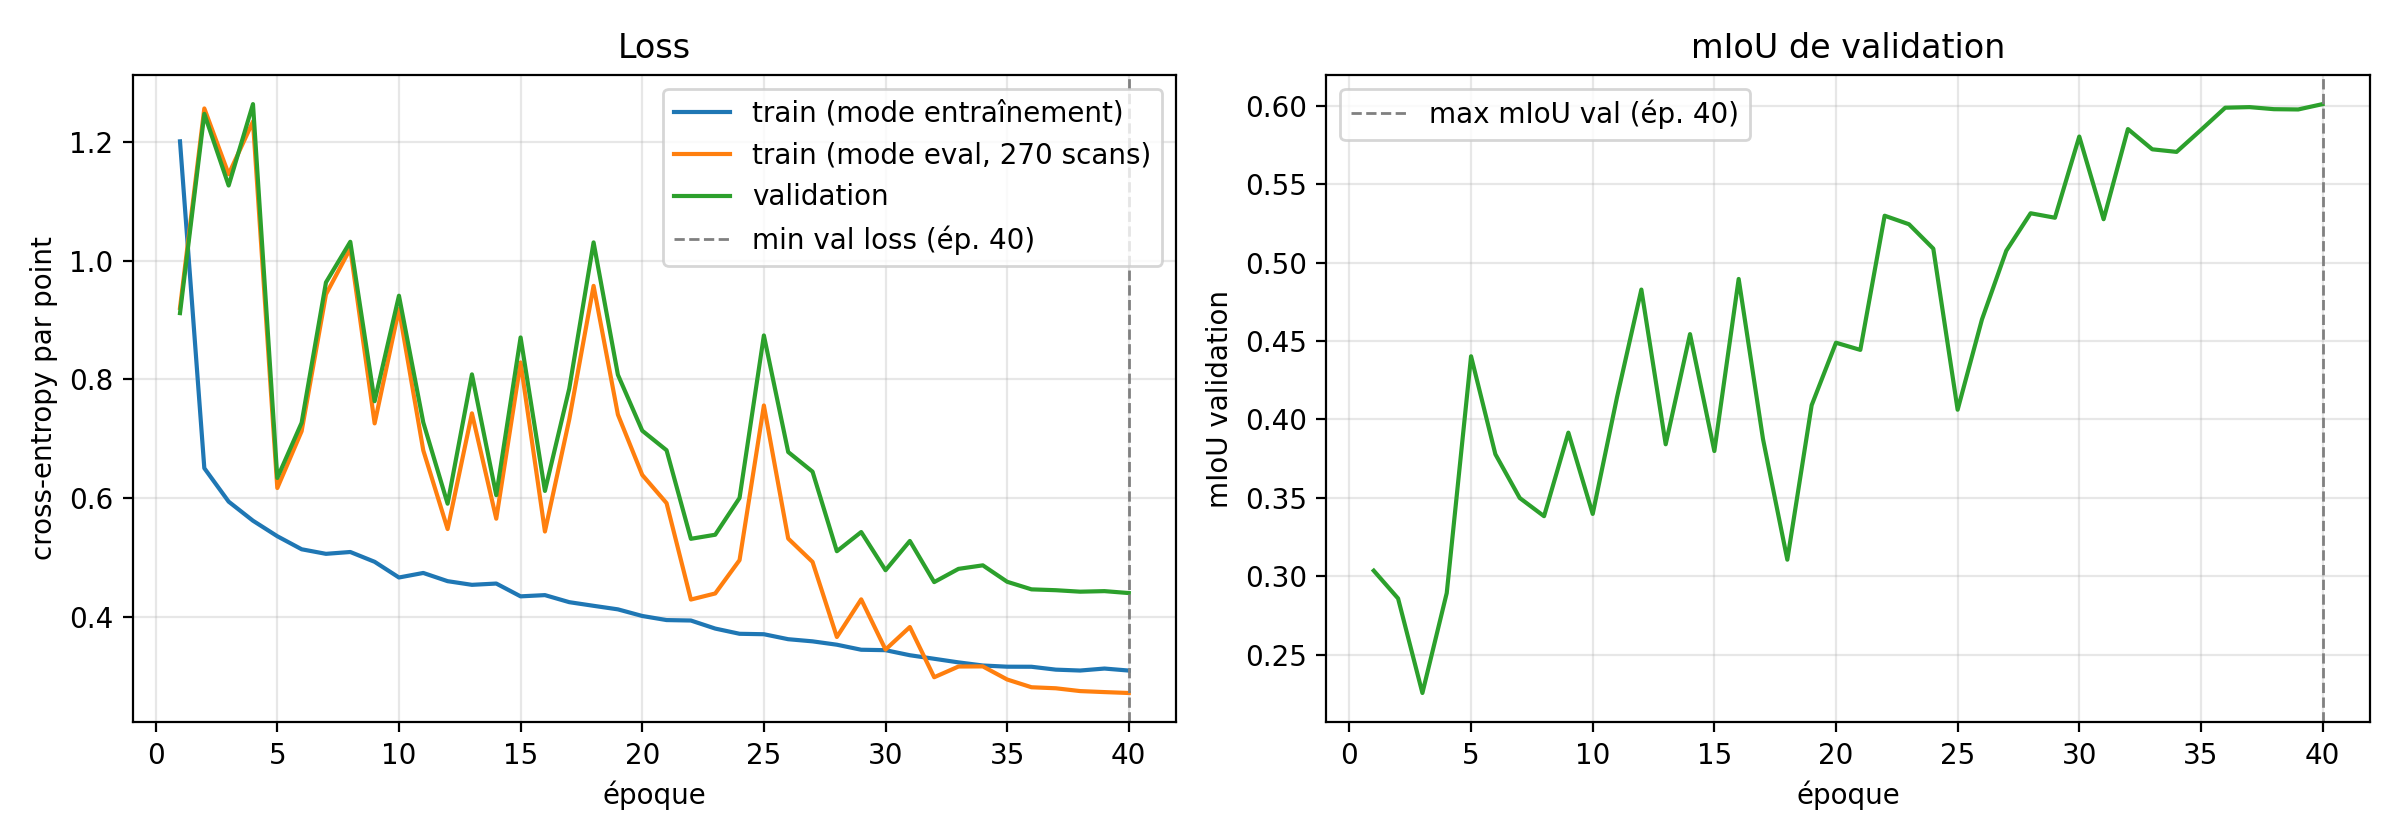 Loss
cross-entropy par point
1.2
1.0
0.8
0.6
0.4
train (mode entraînement)
train (mode eval, 270 scans)
validation
min val loss (ép. 40)
0 5 10 15 20 25 30 35 40
époque
mIoU de validation
mIoU validation
0.60
0.55
0.50
0.45
0.40
0.35
0.30
0.25
max mIoU val (ép. 40)
0 5 10 15 20 25 30 35 40
époque